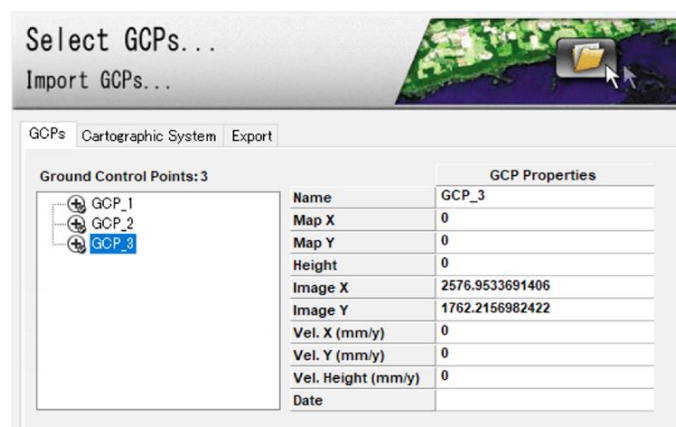 Select GCPs...
Import GCPs...
GCPs Cartographic System Export
Ground Control Points:3
GCP_1
GCP_2
GCP_3
GCP Properties
Name GCP_3
Map X 0
Map Y 0
Height 0
Image X 2576.9533691406
Image Y 1762.2156982422
Vel. X (mm/y) 0
Vel. Y (mm/y) 0
Vel. Height (mm/y) 0
Date